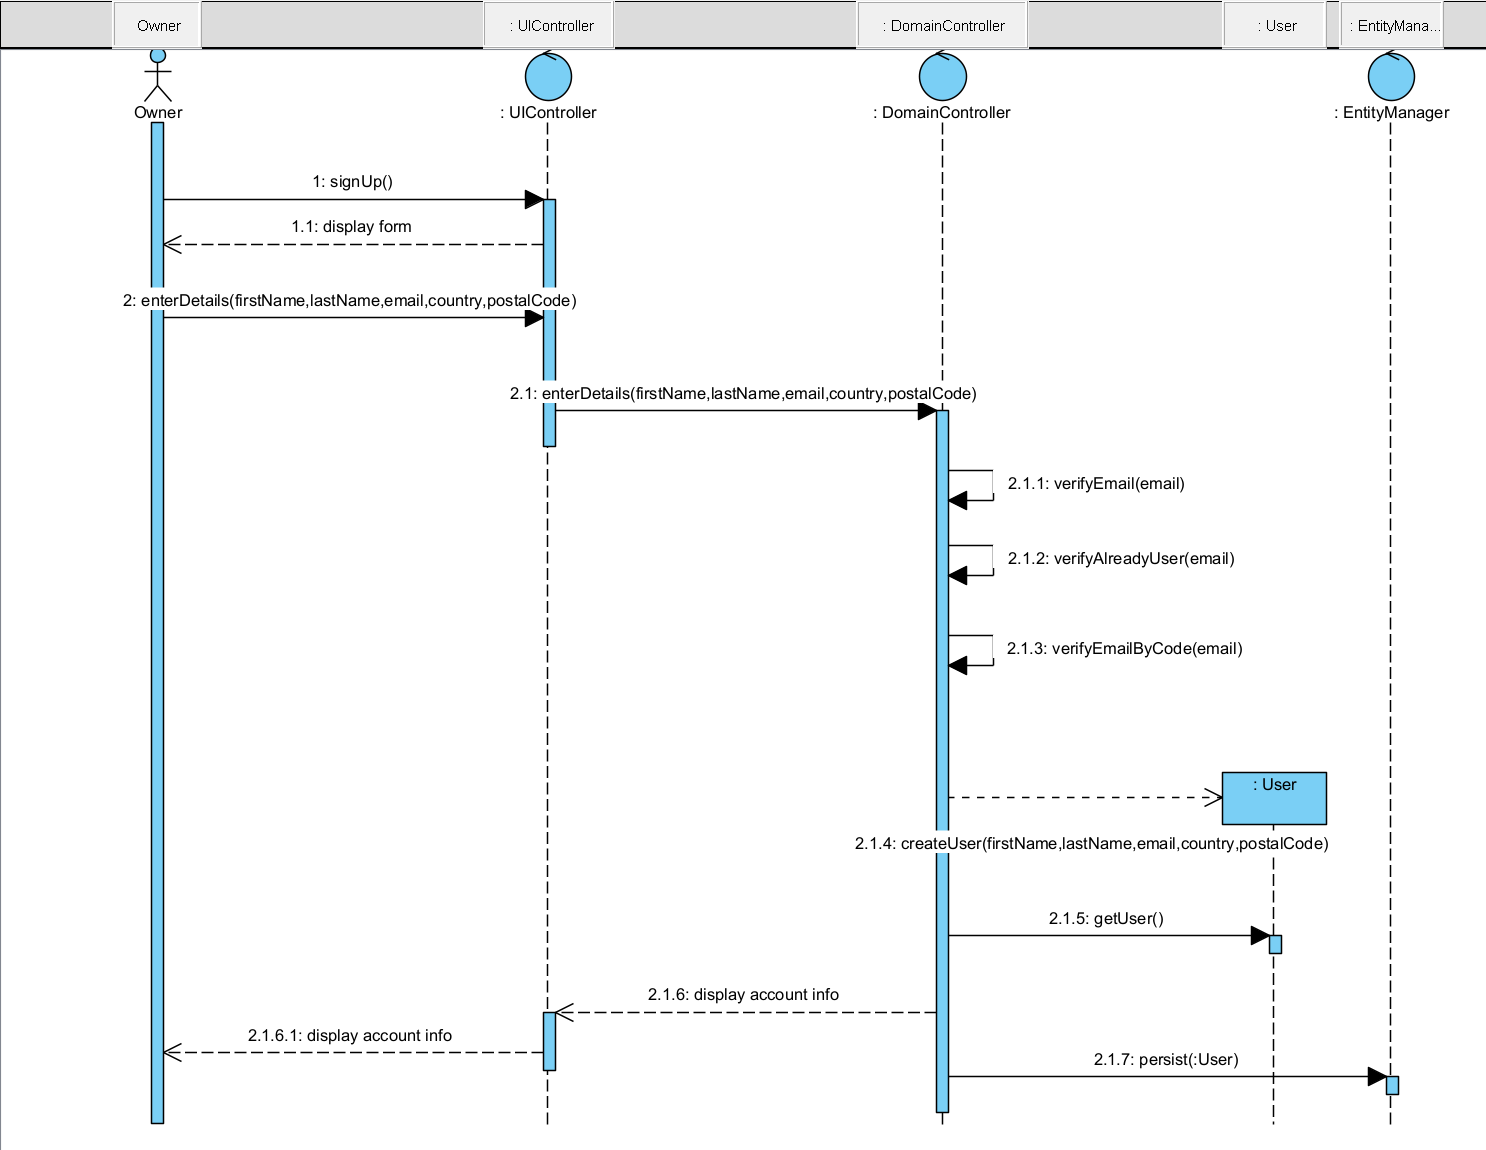 Owner
: UIController
: DomainController
: User
: EntityMana...
Owner
: UIController
: DomainController
: EntityManager
1: signUp()
1.1: display form
2: enterDetails(firstName,lastName,email,country,postalCode)
2.1: enterDetails(firstName,lastName,email,country,postalCode)
2.1.1: verifyEmail(email)
2.1.2: verifyAlreadyUser(email)
2.1.3: verifyEmailByCode(email)
: User
2.1.4: createUser(firstName,lastName,email,country,postalCode)
2.1.5: getUser()
2.1.6: display account info
2.1.6.1: display account info
2.1.7: persist(:User)